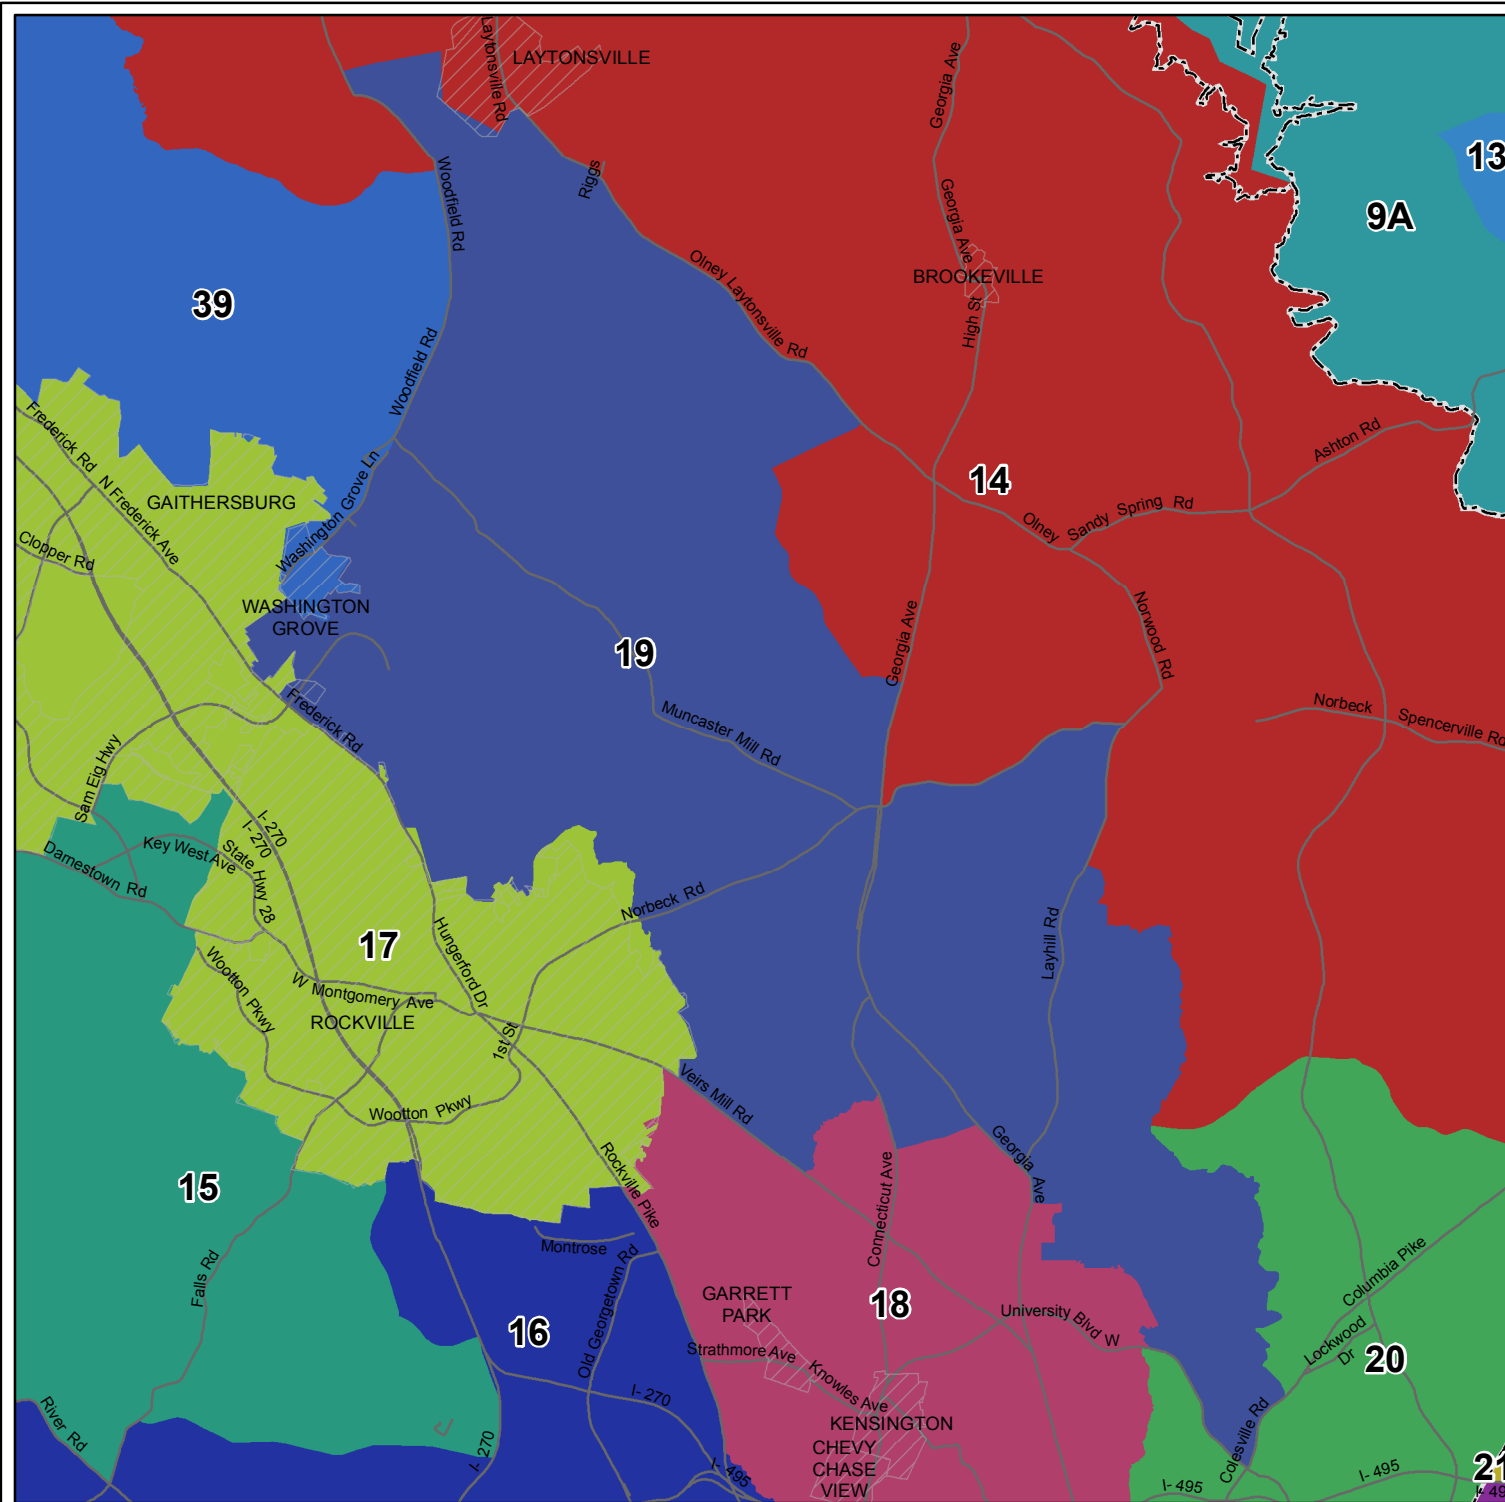 LAYTONSVILLE
Laytonsville Rd
Georgia Ave
13
9A
Riggs
Woodfield Rd
Georgia Ave
BROOKEVILLE
Olney Laytonsville Rd
High St
39
Woodfield Rd
Frederick Rd
N Frederick Ave
GAITHERSBURG
Washington Grove Ln
Clopper Rd
14
Ashton Rd
Olney
Sandy Spring Rd
WASHINGTON
GROVE
19
Georgia Ave
Norwood Rd
Frederick Rd
Muncaster Mill Rd
Norbeck
Spencerville Rd
Sam Eig Hwy
I- 270
I- 270
Key West Ave
State Hwy 28
Darnestown Rd
Norbeck Rd
17
Hungerford Dr
Layhill Rd
Wootton Pkwy
W Montgomery Ave
ROCKVILLE
1st St
Veirs Mill Rd
Wootton Pkwy
15
Rockville Pike
Connecticut Ave
Georgia Ave
Montrose
Falls Rd
Old Georgetown Rd
GARRETT
PARK
18
16
University Blvd W
Columbia Pike
Lockwood Dr
20
Strathmore Ave
Knowles Ave
I- 270
KENSINGTON
River Rd
I- 270
CHEVY
CHASE
VIEW
Colesville Rd
I- 495
I- 495
I- 495
21
I- 49